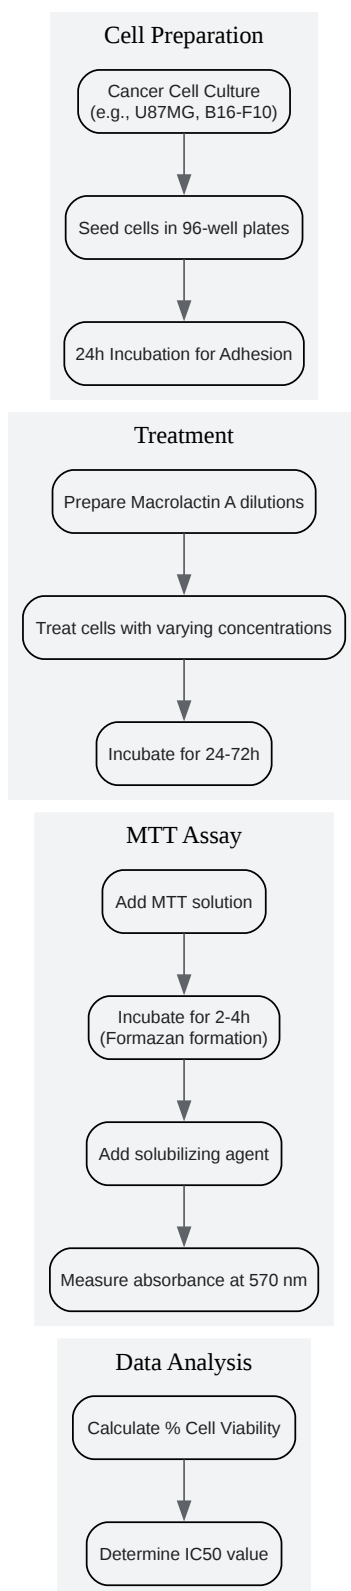 Cell Preparation
Cancer Cell Culture
(e.g., U87MG, B16-F10)
Seed cells in 96-well plates
24h Incubation for Adhesion
Treatment
Prepare Macrolactin A dilutions
Treat cells with varying concentrations
Incubate for 24-72h
MTT Assay
Add MTT solution
Incubate for 2-4h
(Formazan formation)
Add solubilizing agent
Measure absorbance at 570 nm
Data Analysis
Calculate % Cell Viability
Determine IC50 value